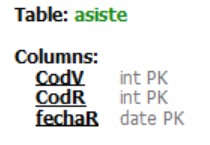 Table: asiste
Columns:
CodV int PK
CodR int PK
fechaR date PK